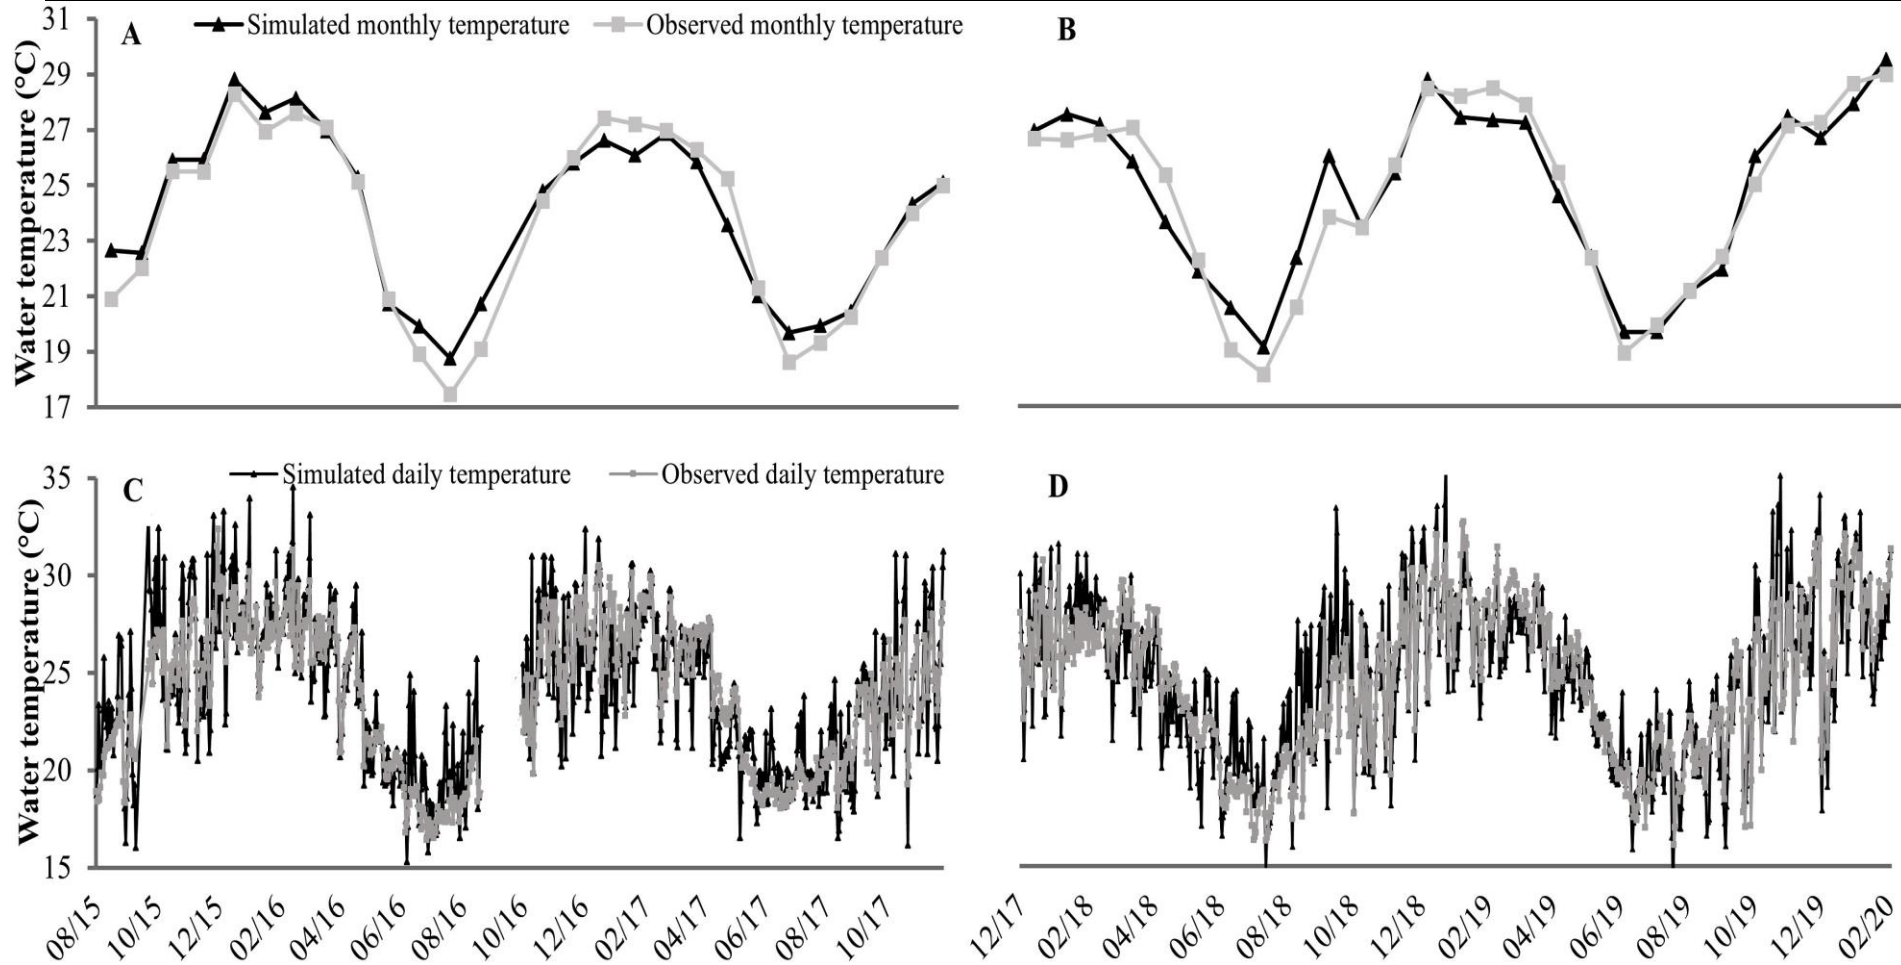 A Simulated monthly temperature Observed monthly temperature B
Water temperature (°C)
31
29
27
25
23
21
19
17
C Simulated daily temperature Observed daily temperature D
Water temperature (°C)
35
30
25
20
15
08/15 10/15 12/15 02/16 04/16 06/16 08/16 10/16 12/16 02/17 04/17 06/17 08/17 10/17 12/17 02/18 04/18 06/18 08/18 10/18 12/18 02/19 04/19 06/19 08/19 10/19 12/19 02/20